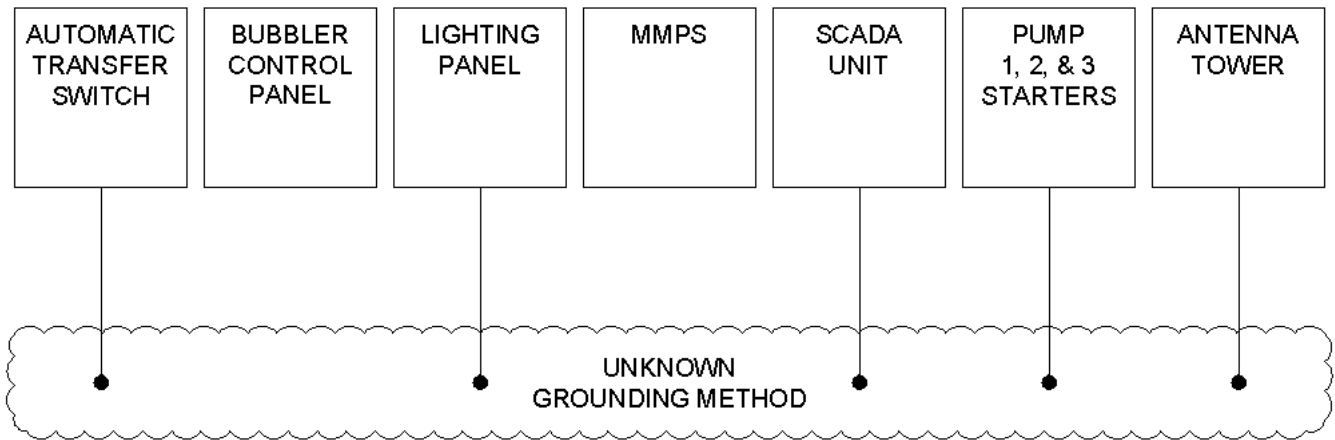 AUTOMATIC
TRANSFER
SWITCH
BUBBLER
CONTROL
PANEL
LIGHTING
PANEL
MMPS
SCADA
UNIT
PUMP
1, 2, & 3
STARTERS
ANTENNA
TOWER
UNKNOWN
GROUNDING METHOD